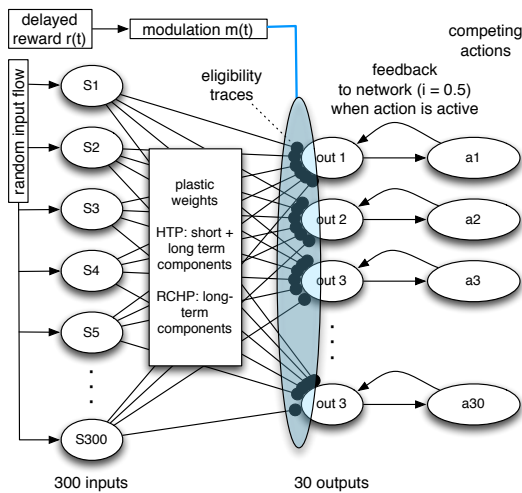 delayed
reward r(t)
modulation m(t)
competing
actions
random input flow
eligibility
traces
feedback
to network (i = 0.5)
when action is active
S1
S2
S3
S4
S5
S300
plastic
weights
HTP: short +
long term
components
RCHP: long-
term
components
out 1
a1
out 2
a2
out 3
a3
out 3
a30
300 inputs
30 outputs